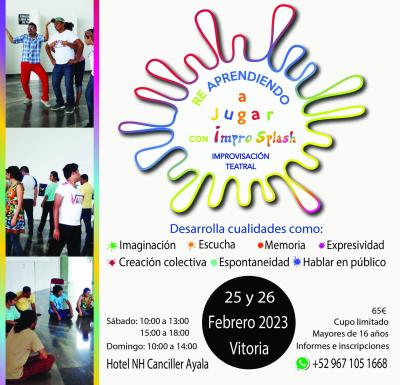 RE APRENDIENDO
a
Jugar
CON Impro Splash
IMPROVISACIÓN
TEATRAL
Desarrolla cualidades como:
Imaginación Escucha Memoria Expresividad
Creación colectiva Espontaneidad Hablar en público
Sábado: 10:00 a 13:00
15:00 a 18:00
Domingo: 10:00 a 14:00
Hotel NH Canciller Ayala
25 y 26
Febrero 2023
Vitoria
65€
Cupo limitado
Mayores de 16 años
Informes e inscripciones
+52 967 105 1668